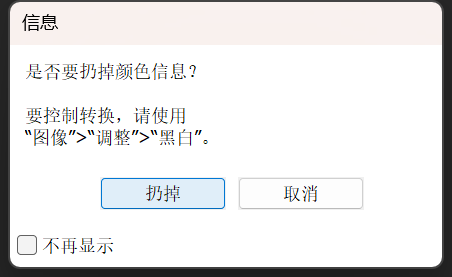 信息
是否要扔掉颜色信息？
要控制转换，请使用
“图像”>“调整”>“黑白”。
扔掉
取消
不再显示